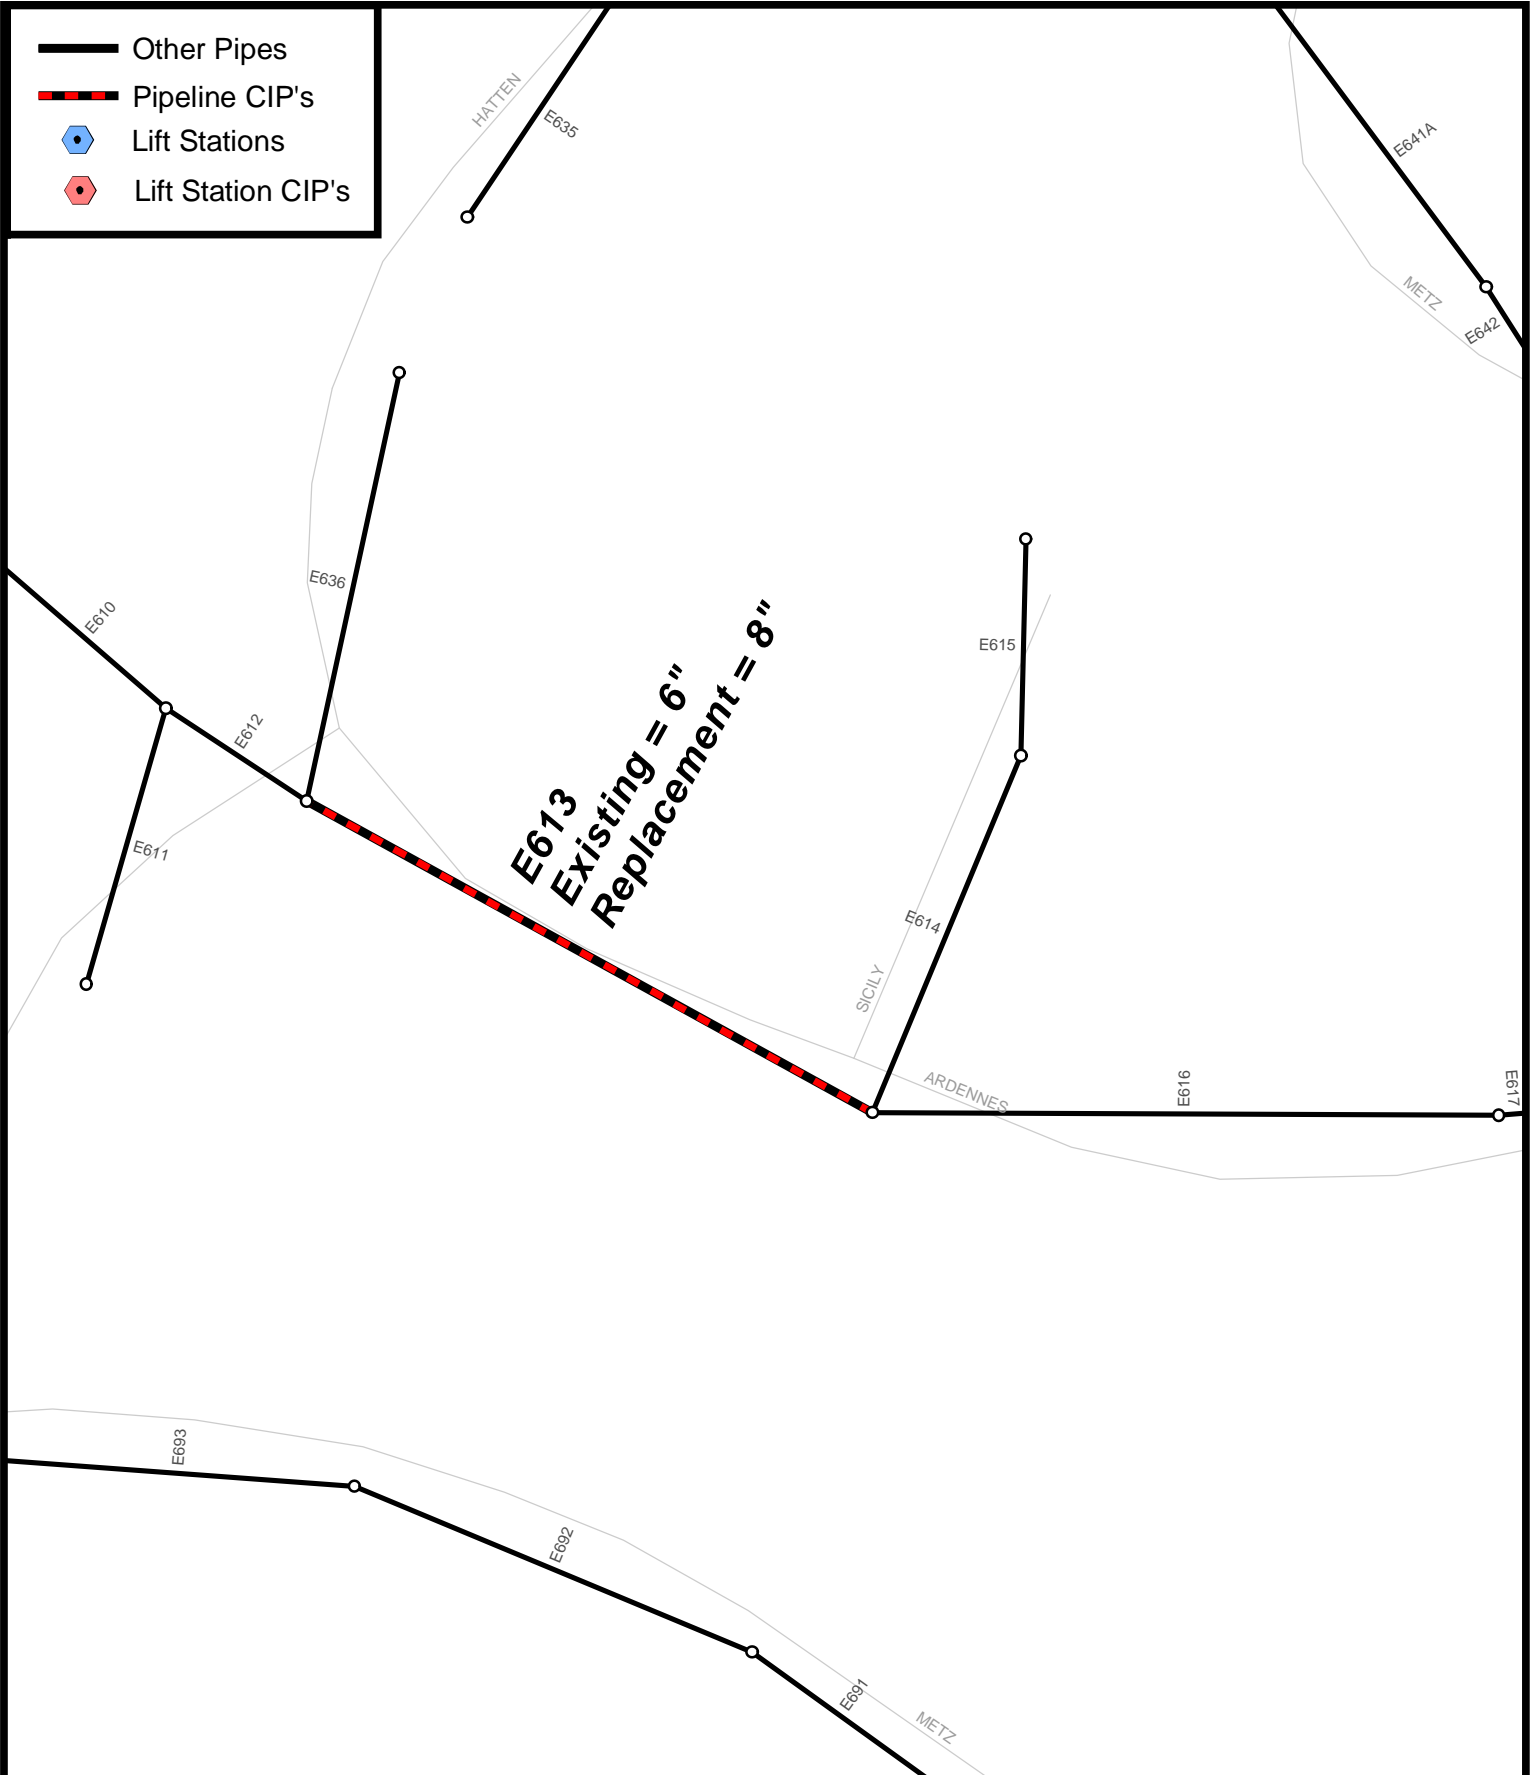 Other Pipes
Pipeline CIP's
Lift Stations
Lift Station CIP's
HATTEN
E635
E641A
METZ
E642
E636
E610
E612
E611
E613
Existing = 6"
Replacement = 8"
E615
E614
SICILY
ARDENNES
E616
E617
E693
E692
E691
METZ